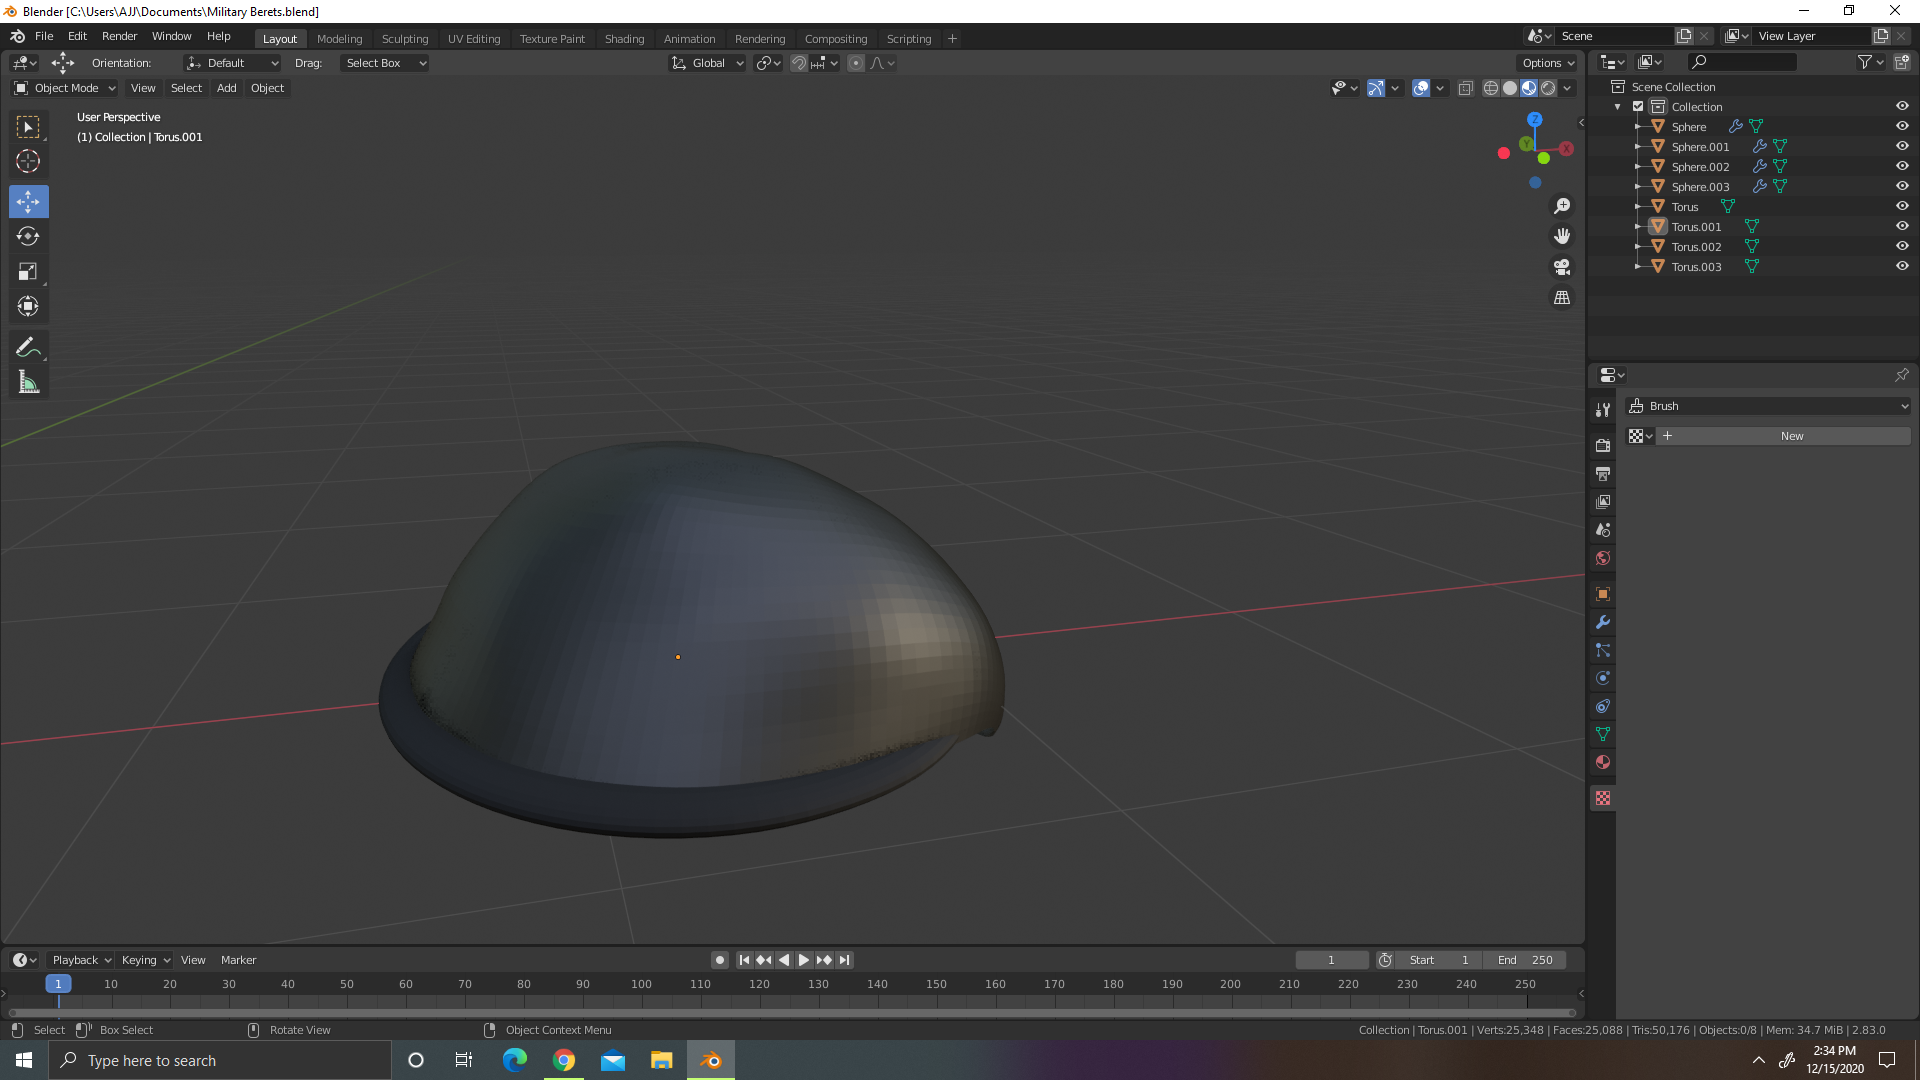 Blender [C:\Users\AJJ\Documents\Military Berets.blend]
File Edit Render Window Help Layout Modeling Sculpting UV Editing Texture Paint Shading Animation Rendering Compositing Scripting + Scene View Layer
Orientation: Default Drag: Select Box Global Options
Object Mode View Select Add Object
User Perspective
(1) Collection | Torus.001
Z
Y
X
Scene Collection
Collection
Sphere
Sphere.001
Sphere.002
Sphere.003
Torus
Torus.001
Torus.002
Torus.003
Brush
+ New
Playback Keying View Marker 1 Start 1 End 250
1 10 20 30 40 50 60 70 80 90 100 110 120 130 140 150 160 170 180 190 200 210 220 230 240 250
Select Box Select Rotate View Object Context Menu Collection | Torus.001 | Verts:25,348 | Faces:25,088 | Tris:50,176 | Objects:0/8 | Mem: 34.7 MiB | 2.83.0
Type here to search
2:34 PM
12/15/2020